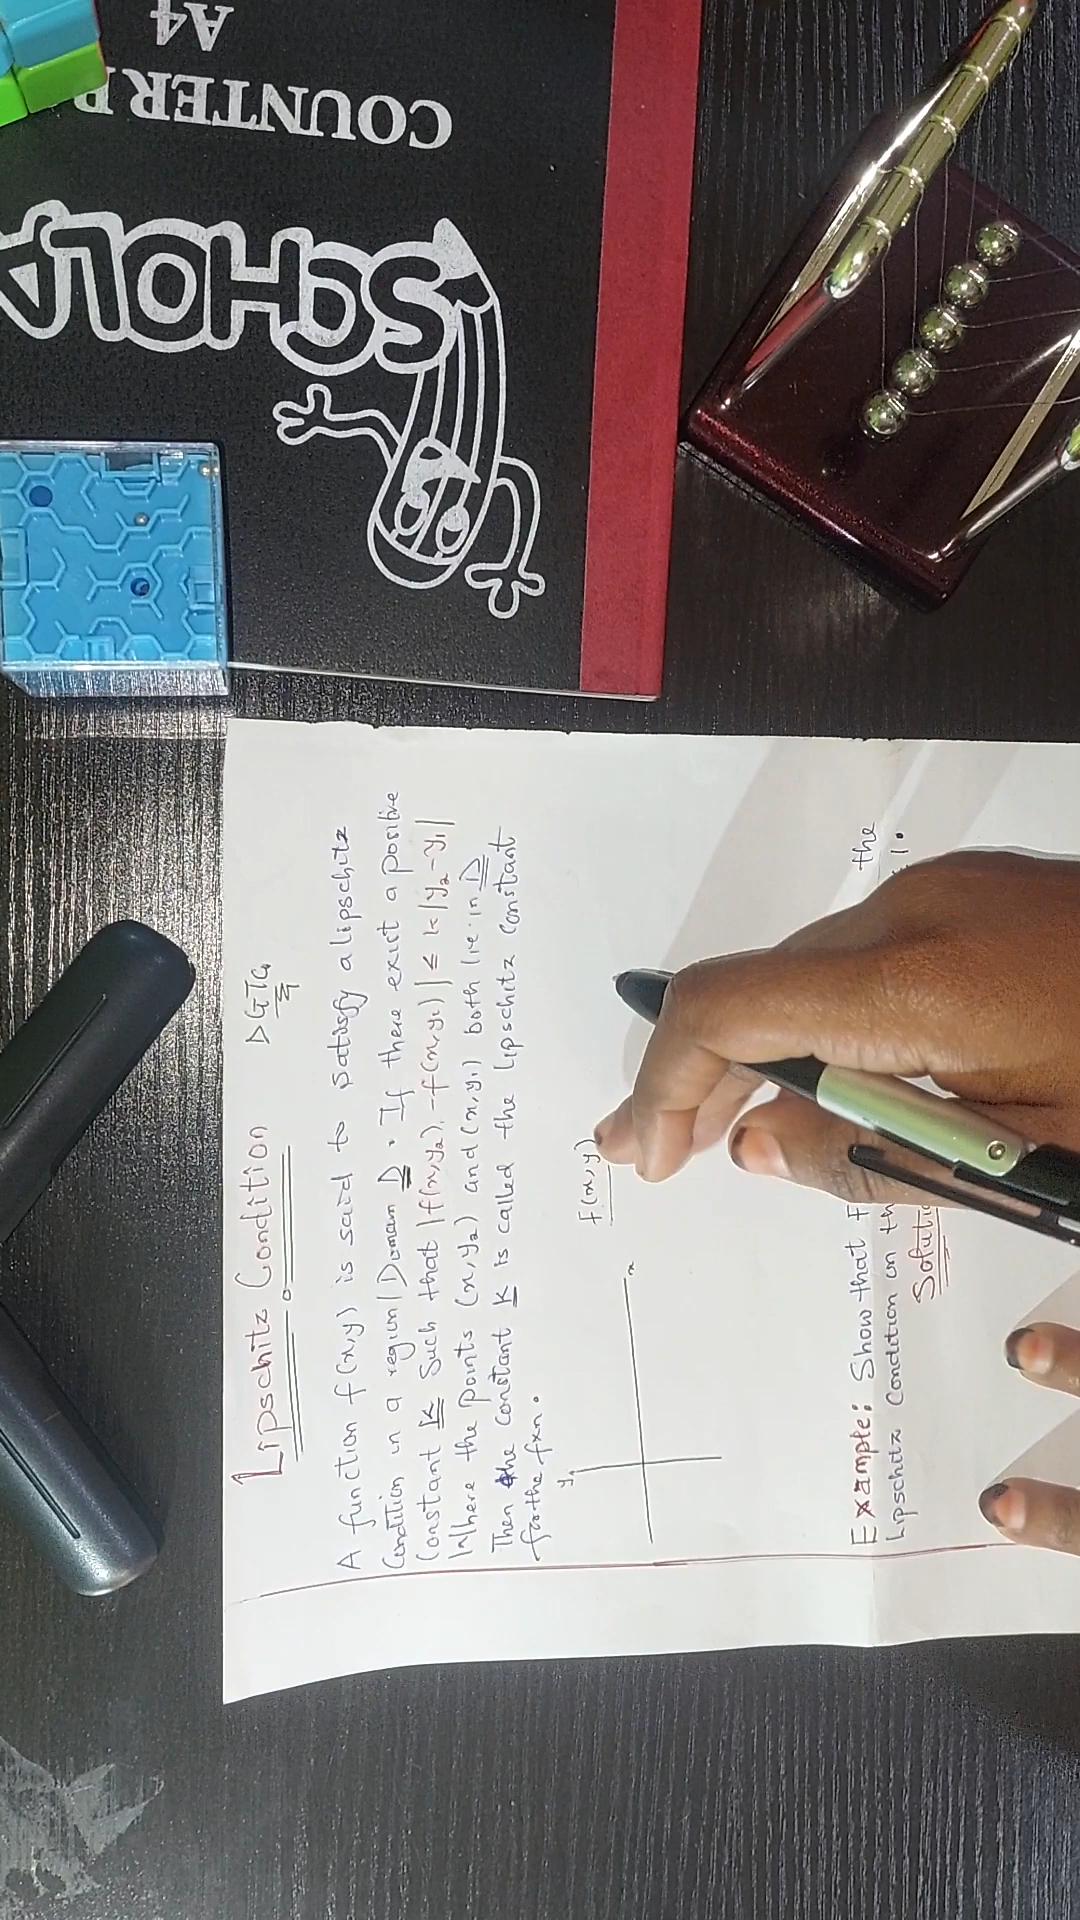 A4
COUNTER B
SCHOLA
Lipschitz Condition
A function f(x,y) is said to satisfy a lipschitz
Condition in a region/Domain D. If there exist a positive
Constant K Such that |f(x,y₂) - f(x,y₁)| ≤ K|y₂-y₁|
Where the points (x,y₂) and (x,y₁) both lie in D
Then the constant K is called the Lipschitz constant
for the fxn.
y
x
F(x,y)
Example: Show that F the
Lipschitz Condition on th 1.
Solutio